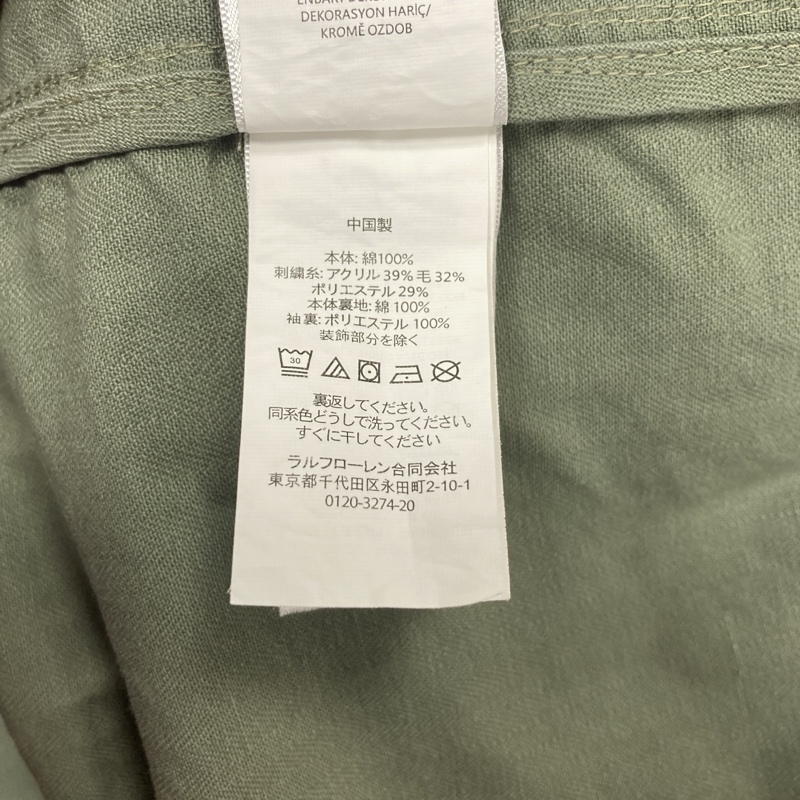 DEKORASYON HARİÇ/
KROMĚ OZDOB
中国製
本体: 綿100%
刺繍糸: アクリル 39% 毛 32%
ポリエステル 29%
本体裏地: 綿 100%
袖裏: ポリエステル 100%
装飾部分を除く
30
裏返してください。
同系色どうしで洗ってください。
すぐに干してください
ラルフローレン合同会社
東京都千代田区永田町2-10-1
0120-3274-20